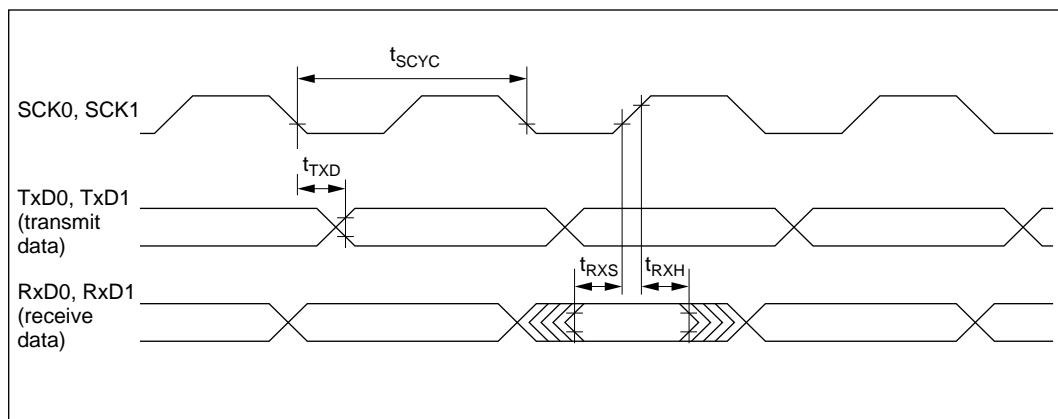 tSCYC
SCK0, SCK1
tTXD
TxD0, TxD1
(transmit
data)
tRXS
tRXH
RxD0, RxD1
(receive
data)